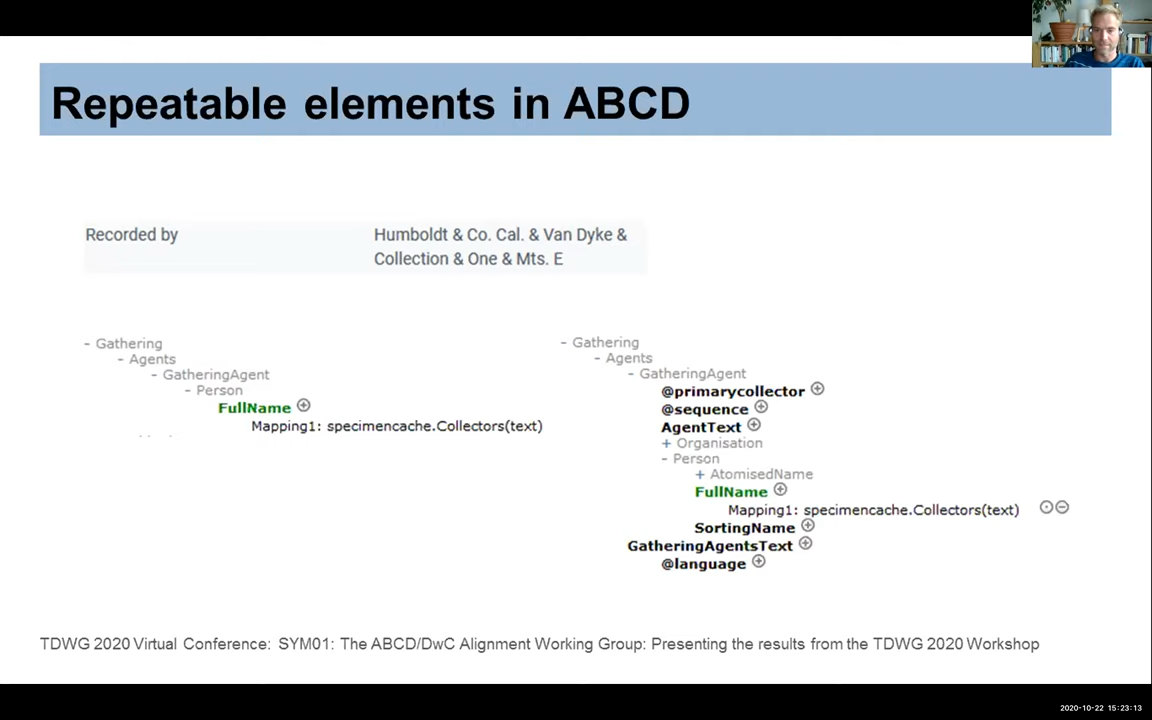 Repeatable elements in ABCD
Recorded by
Humboldt & Co. Cal. & Van Dyke &
Collection & One & Mts. E
- Gathering
- Agents
- GatheringAgent
- Person
FullName
Mapping1: specimencache.Collectors(text)
- Gathering
- Agents
- GatheringAgent
@primarycollector
@sequence
AgentText
+ Organisation
- Person
+ AtomisedName
FullName
Mapping1: specimencache.Collectors(text)
SortingName
GatheringAgentsText
@language
TDWG 2020 Virtual Conference: SYM01: The ABCD/DwC Alignment Working Group: Presenting the results from the TDWG 2020 Workshop
2020-10-22 15:23:13